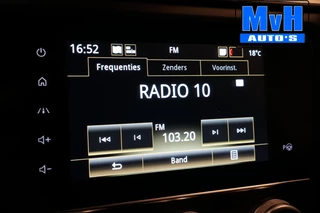 MvH
AUTO'S
16:52
FM
18°c
Frequenties
Zenders
Voorinst.
RADIO 10
FM
103.20
Band